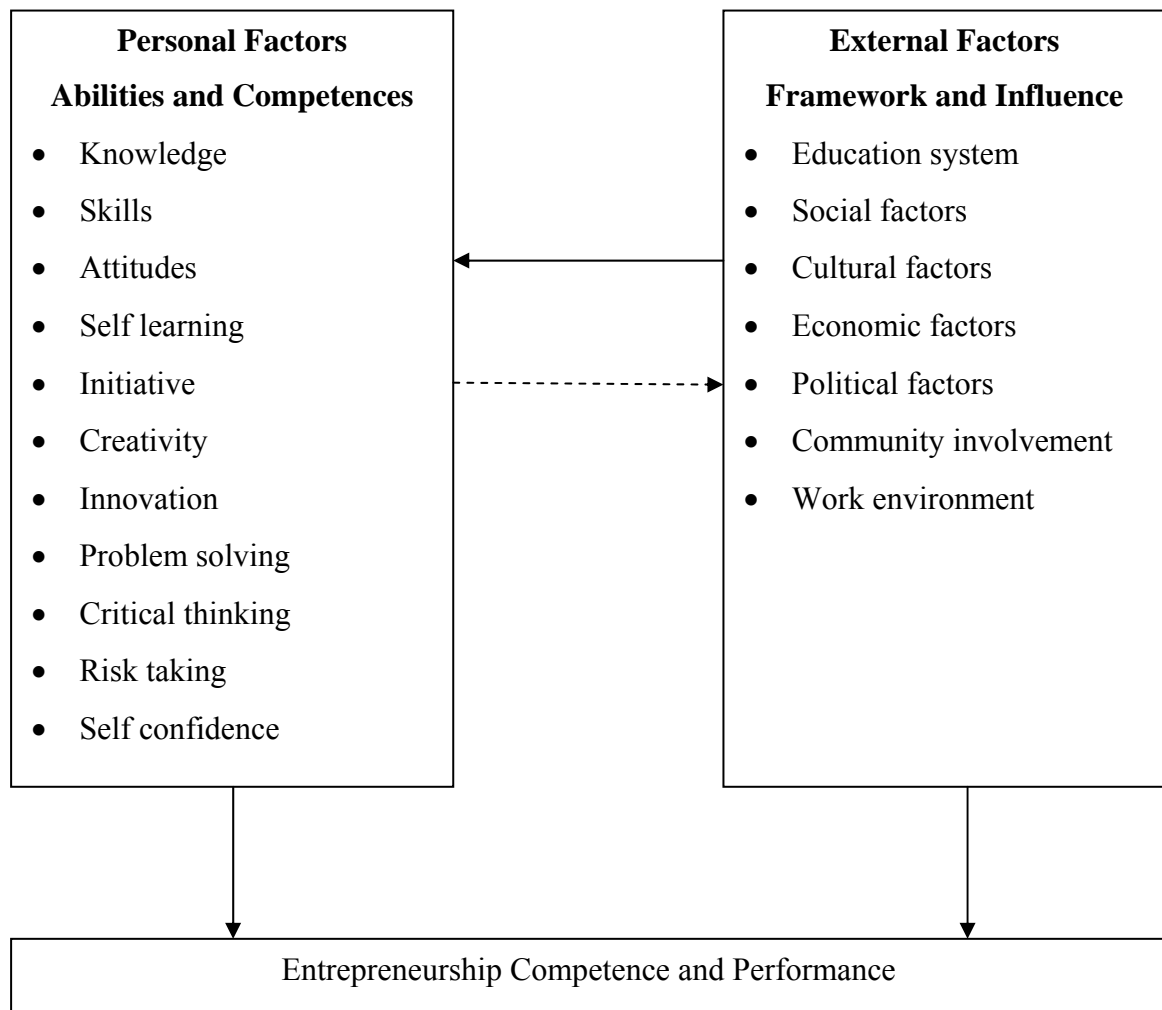 Personal Factors
Abilities and Competences
• Knowledge
• Skills
• Attitudes
• Self learning
• Initiative
• Creativity
• Innovation
• Problem solving
• Critical thinking
• Risk taking
• Self confidence
External Factors
Framework and Influence
• Education system
• Social factors
• Cultural factors
• Economic factors
• Political factors
• Community involvement
• Work environment
Entrepreneurship Competence and Performance